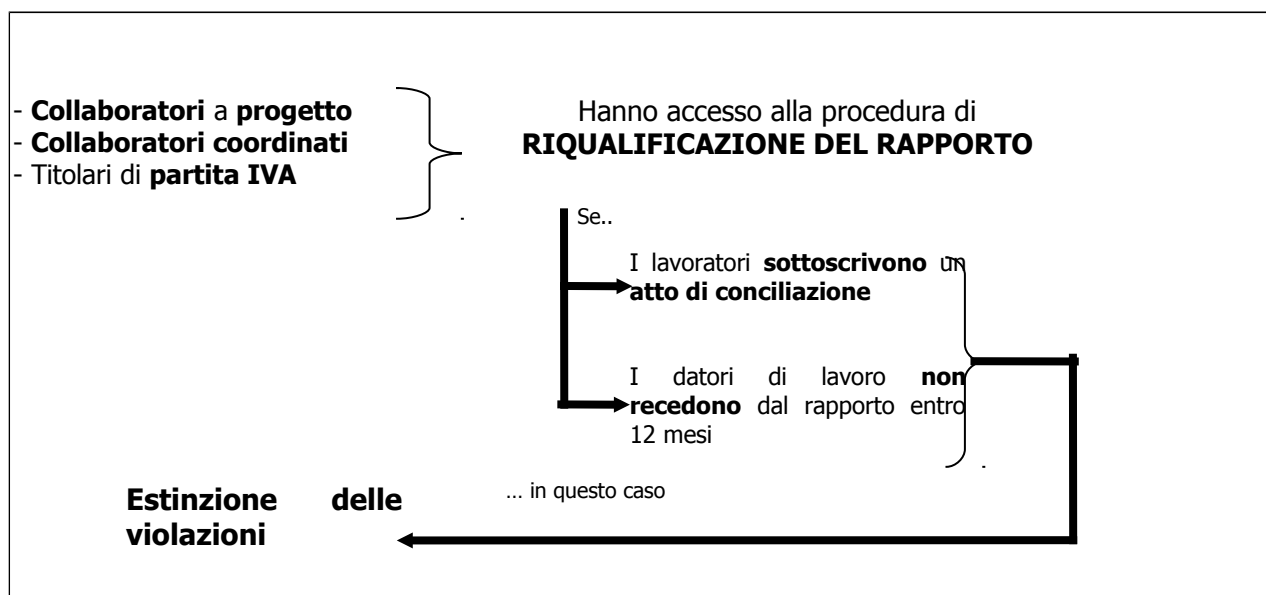 - Collaboratori a progetto
- Collaboratori coordinati
- Titolari di partita IVA
Hanno accesso alla procedura di
RIQUALIFICAZIONE DEL RAPPORTO
Se..
I lavoratori sottoscrivono un
atto di conciliazione
I datori di lavoro non
recedono dal rapporto entro
12 mesi
… in questo caso
Estinzione delle
violazioni